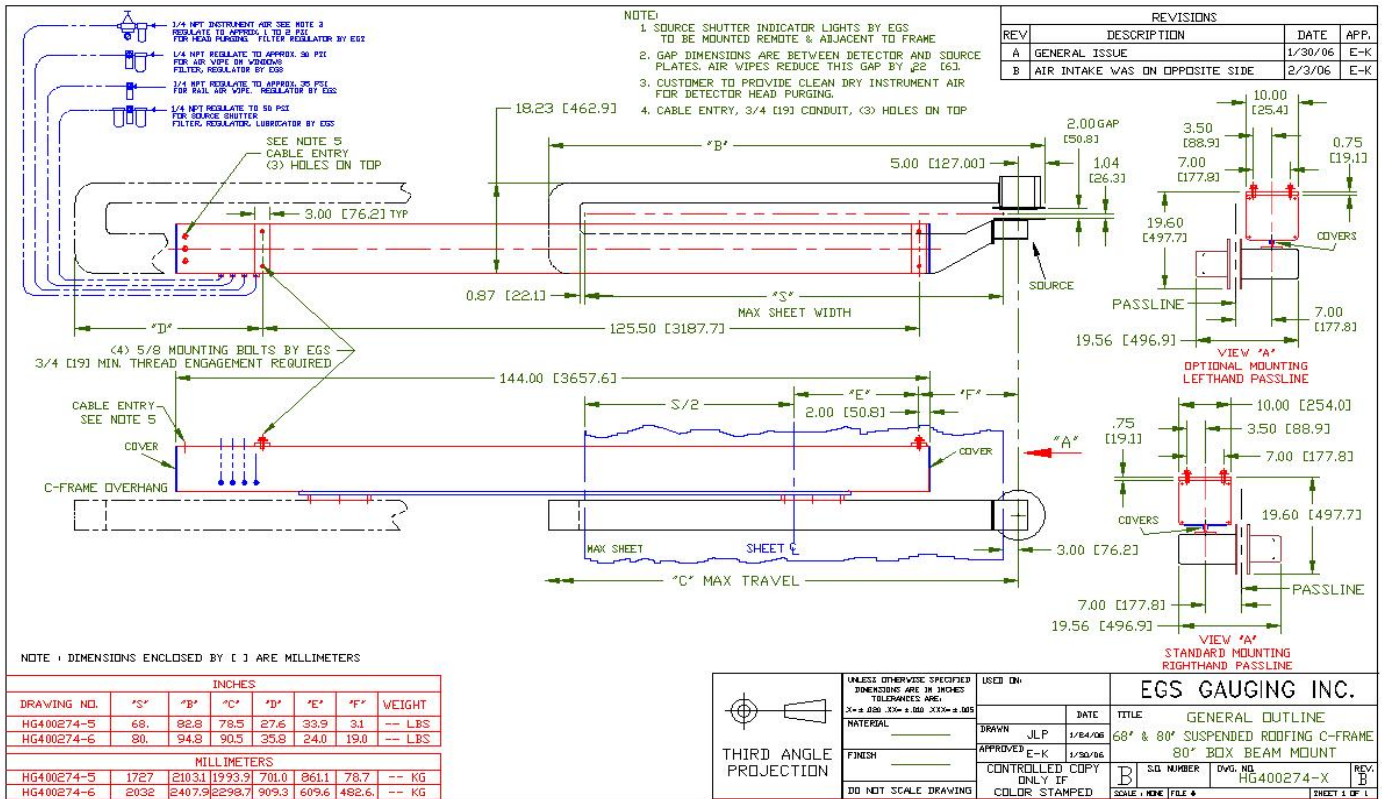 1/4 NPT INSTRUMENT AIR SEE NOTE 3
REGULATE TO APPROX. 1 TO 2 PSI
FOR HEAD PURGING. FILTER REGULATOR BY EGS
1/4 NPT REGULATE TO APPROX. 30 PSI
FOR AIR WIPE ON WINDOWS
FILTER, REGULATOR BY EGS
1/4 NPT REGULATE TO APPROX. 35 PSI
FOR RAIL AIR WIPE. REGULATOR BY EGS
1/4 NPT REGULATE TO 50 PSI
FOR SOURCE SHUTTER
FILTER, REGULATOR, LUBRICATOR BY EGS
NOTE:
1 SOURCE SHUTTER INDICATOR LIGHTS BY EGS
TO BE MOUNTED REMOTE & ADJACENT TO FRAME
2. GAP DIMENSIONS ARE BETWEEN DETECTOR AND SOURCE
PLATES. AIR WIPES REDUCE THIS GAP BY .22 [6].
3. CUSTOMER TO PROVIDE CLEAN DRY INSTRUMENT AIR
FOR DETECTOR HEAD PURGING.
4. CABLE ENTRY, 3/4 [19] CONDUIT, (3) HOLES ON TOP
REVISIONS
REV DESCRIPTION DATE APP.
A GENERAL ISSUE 1/30/06 E-K
B AIR INTAKE WAS ON OPPOSITE SIDE 2/3/06 E-K
SEE NOTE 5
CABLE ENTRY
(3) HOLES ON TOP
18.23 [462.9]
"B"
5.00 [127.00]
2.00 GAP
[50.8]
1.04
[26.3]
3.00 [76.2] TYP
0.87 [22.1]
"S"
MAX SHEET WIDTH
SOURCE
"D"
125.50 [3187.7]
(4) 5/8 MOUNTING BOLTS BY EGS
3/4 [19] MIN. THREAD ENGAGEMENT REQUIRED
10.00
[25.4]
3.50
[88.9]
7.00
[177.8]
0.75
[19.1]
19.60
[497.7]
COVERS
PASSLINE
7.00
[177.8]
19.56 [496.9]
VIEW "A"
OPTIONAL MOUNTING
LEFTHAND PASSLINE
144.00 [3657.6]
"E"
"F"
S/2
2.00 [50.8]
CABLE ENTRY
SEE NOTE 5
COVER
COVER
"A"
C-FRAME OVERHANG
MAX SHEET
SHEET ℄
3.00 [76.2]
"C" MAX TRAVEL
10.00 [254.0]
3.50 [88.9]
.75
[19.1]
7.00 [177.8]
COVERS
19.60 [497.7]
PASSLINE
7.00 [177.8]
19.56 [496.9]
VIEW "A"
STANDARD MOUNTING
RIGHTHAND PASSLINE
NOTE : DIMENSIONS ENCLOSED BY [ ] ARE MILLIMETERS
INCHES
DRAWING NO. "S" "B" "C" "D" "E" "F" WEIGHT
HG400274-5 68. 82.8 78.5 27.6 33.9 3.1 -- LBS
HG400274-6 80. 94.8 90.5 35.8 24.0 19.0 -- LBS
MILLIMETERS
HG400274-5 1727 2103.1 1993.9 701.0 861.1 78.7 -- KG
HG400274-6 2032 2407.9 2298.7 909.3 609.6 482.6. -- KG
THIRD ANGLE
PROJECTION
UNLESS OTHERWISE SPECIFIED
DIMENSIONS ARE IN INCHES
TOLERANCES ARE:
.X=± .020 .XX=± .010 .XXX=± .005
MATERIAL
FINISH
DO NOT SCALE DRAWING
USED ON:
DATE
DRAWN JLP 1/24/06
APPROVED E-K 1/30/06
CONTROLLED COPY
ONLY IF
COLOR STAMPED
EGS GAUGING INC.
TITLE GENERAL OUTLINE
68" & 80" SUSPENDED ROOFING C-FRAME
80" BOX BEAM MOUNT
B S.O. NUMBER DWG. NO. HG400274-X REV. B
SCALE : NONE FILE # SHEET 1 OF 1